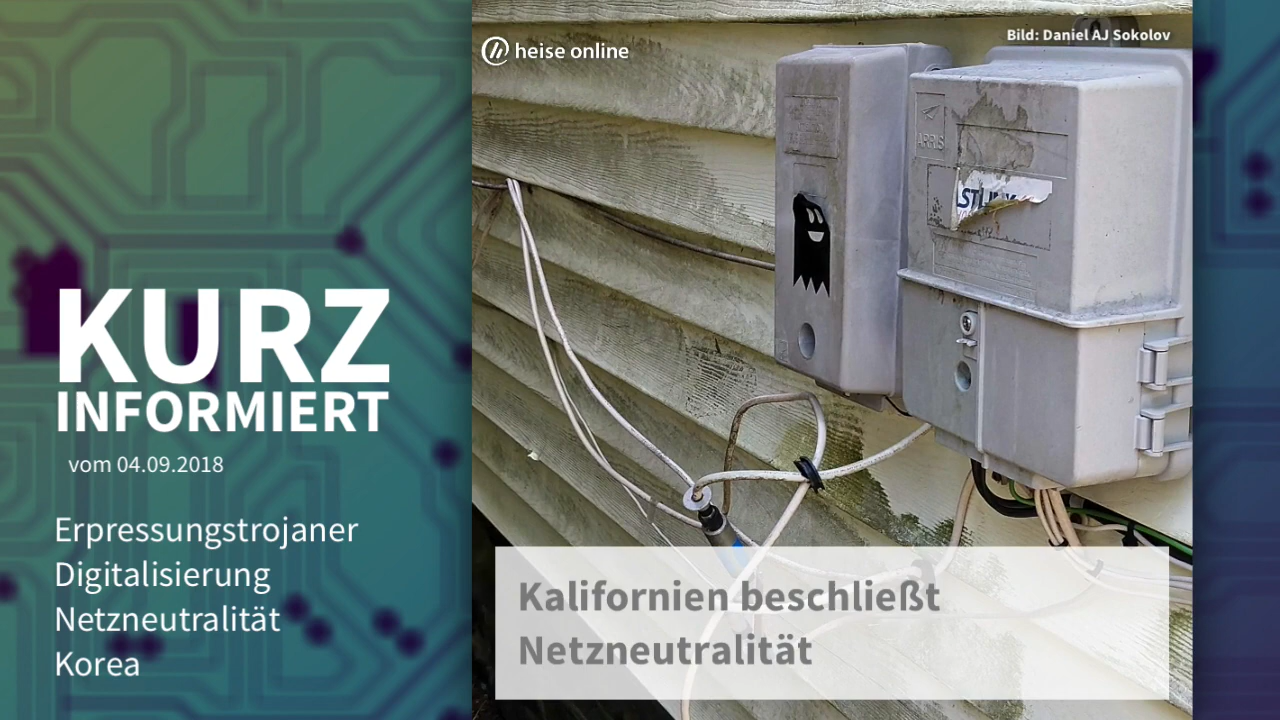 heise online
Bild: Daniel AJ Sokolov
ARRIS
KURZ
INFORMIERT
vom 04.09.2018
Erpressungstrojaner
Digitalisierung
Netzneutralität
Korea
Kalifornien beschließt
Netzneutralität